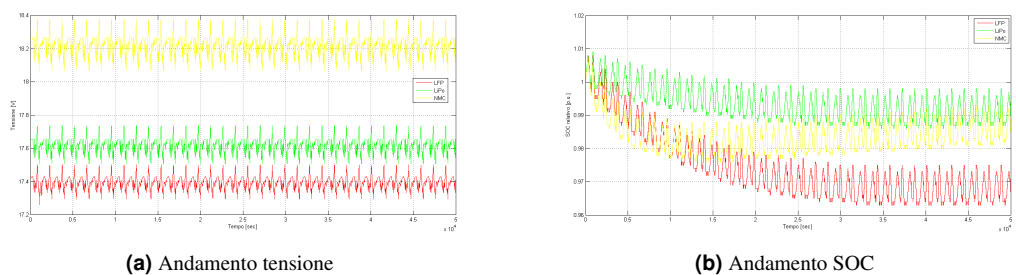 18.4
18.2
18
17.8
17.6
17.4
17.2
Tensione [V]
0 0.5 1 1.5 2 2.5 3 3.5 4 4.5 5
x 10⁴
Tempo [sec]
LFP
LiPo
NMC
(a) Andamento tensione
1.02
1.01
1
0.99
0.98
0.97
0.96
SOC relativo [p.u.]
0 0.5 1 1.5 2 2.5 3 3.5 4 4.5 5
x 10⁴
Tempo [sec]
LFP
LiPo
NMC
(b) Andamento SOC